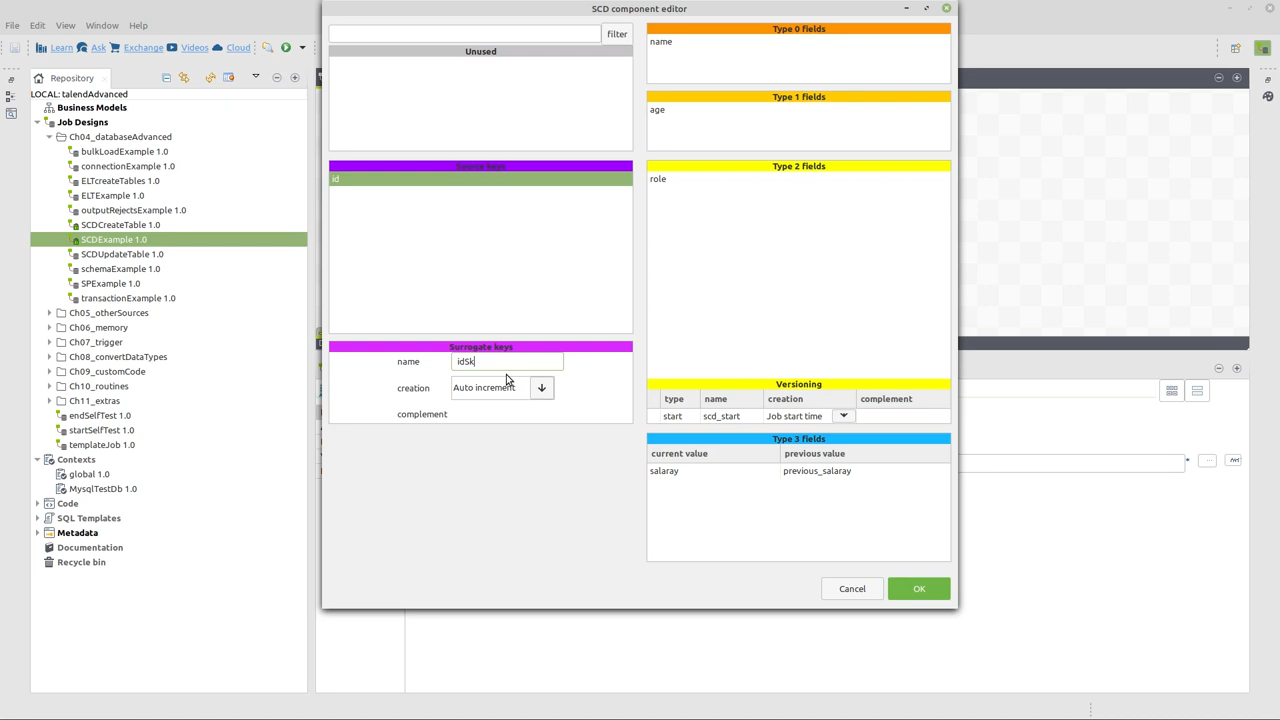 SCD component editor
File Edit View Window Help
Learn Ask Exchange Videos Cloud
Repository
LOCAL: talendAdvanced
Business Models
Job Designs
Ch04_databaseAdvanced
bulkLoadExample 1.0
connectionExample 1.0
ELTcreateTables 1.0
ELTExample 1.0
outputRejectsExample 1.0
SCDCreateTable 1.0
SCDExample 1.0
SCDUpdateTable 1.0
schemaExample 1.0
SPExample 1.0
transactionExample 1.0
Ch05_otherSources
Ch06_memory
Ch07_trigger
Ch08_convertDataTypes
Ch09_customCode
Ch10_routines
Ch11_extras
endSelfTest 1.0
startSelfTest 1.0
templateJob 1.0
Contexts
global 1.0
MysqlTestDb 1.0
Code
SQL Templates
Metadata
Documentation
Recycle bin
filter
Unused
Source keys
id
Surrogate keys
name idSk
creation Auto increment
complement
Type 0 fields
name
Type 1 fields
age
Type 2 fields
role
Versioning
type name creation complement
start scd_start Job start time
Type 3 fields
current value previous value
salaray previous_salaray
Cancel OK